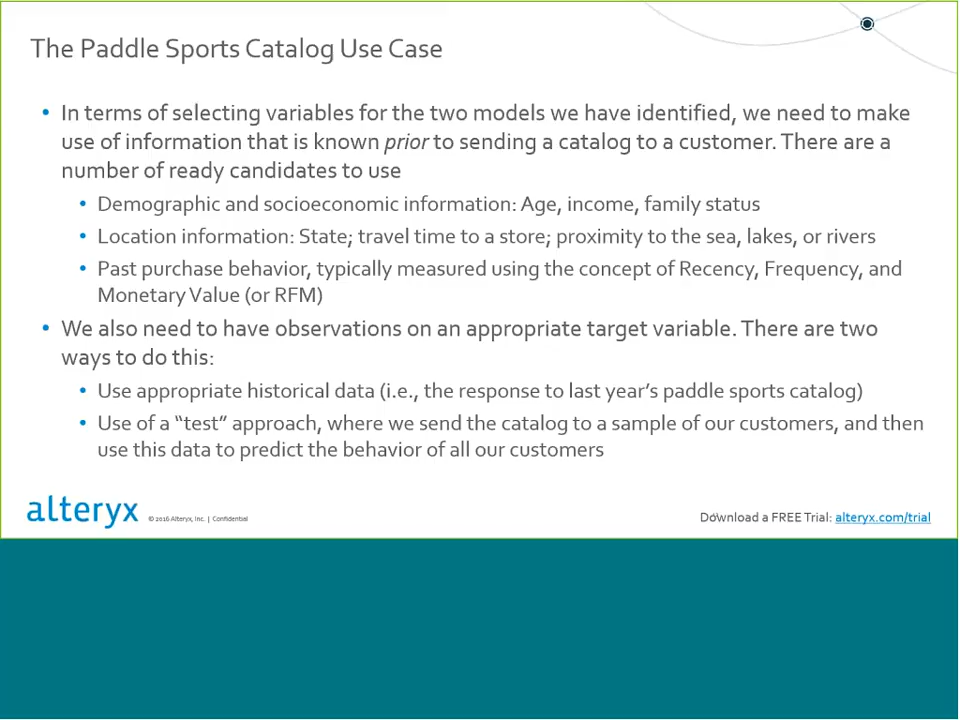 The Paddle Sports Catalog Use Case
• In terms of selecting variables for the two models we have identified, we need to make
use of information that is known prior to sending a catalog to a customer. There are a
number of ready candidates to use
• Demographic and socioeconomic information: Age, income, family status
• Location information: State; travel time to a store; proximity to the sea, lakes, or rivers
• Past purchase behavior, typically measured using the concept of Recency, Frequency, and
Monetary Value (or RFM)
• We also need to have observations on an appropriate target variable. There are two
ways to do this:
• Use appropriate historical data (i.e., the response to last year’s paddle sports catalog)
• Use of a “test” approach, where we send the catalog to a sample of our customers, and then
use this data to predict the behavior of all our customers
alteryx © 2016 Alteryx, Inc. | Confidential
Download a FREE Trial: alteryx.com/trial